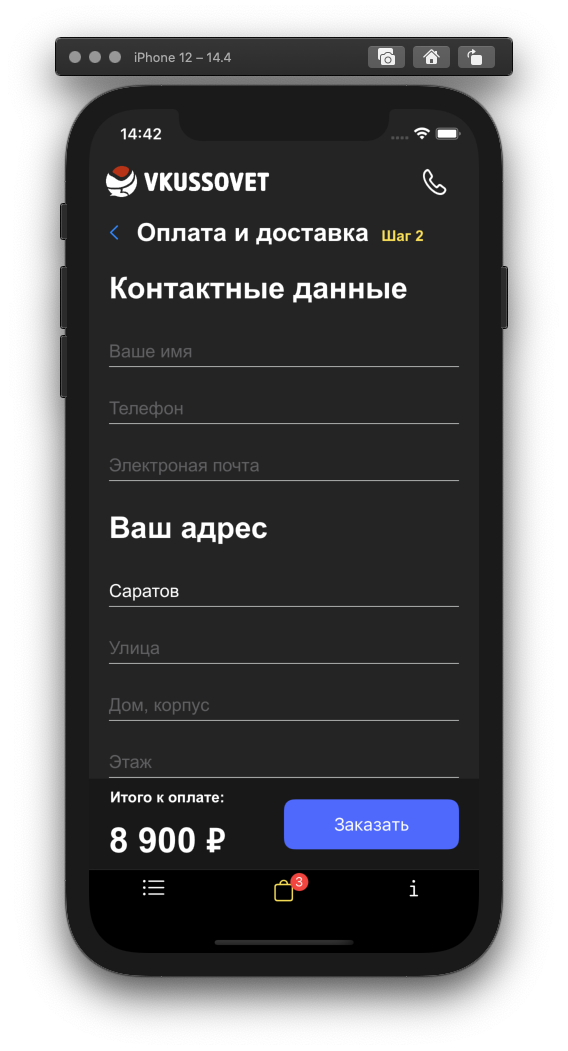 iPhone 12 – 14.4
14:42
VKUSSOVET
Оплата и доставка Шаг 2
Контактные данные
Ваше имя
Телефон
Электроная почта
Ваш адрес
Саратов
Улица
Дом, корпус
Этаж
Итого к оплате:
8 900 ₽
Заказать
3